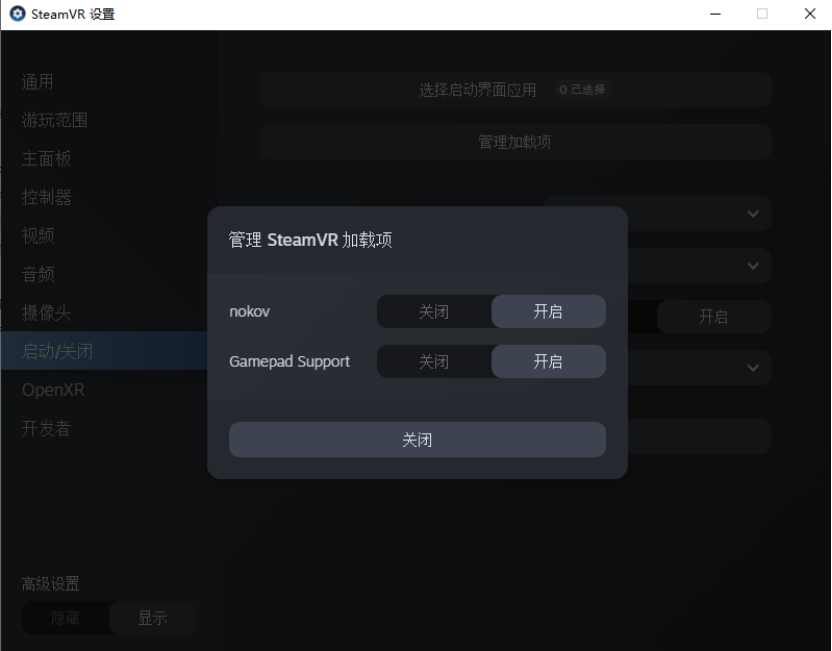 SteamVR 设置
通用
游玩范围
主面板
控制器
视频
音频
摄像头
启动/关闭
OpenXR
开发者
高级设置
隐藏 显示
选择启动界面应用 0 已选择
管理加载项
开启
管理 SteamVR 加载项
nokov 关闭 开启
Gamepad Support 关闭 开启
关闭